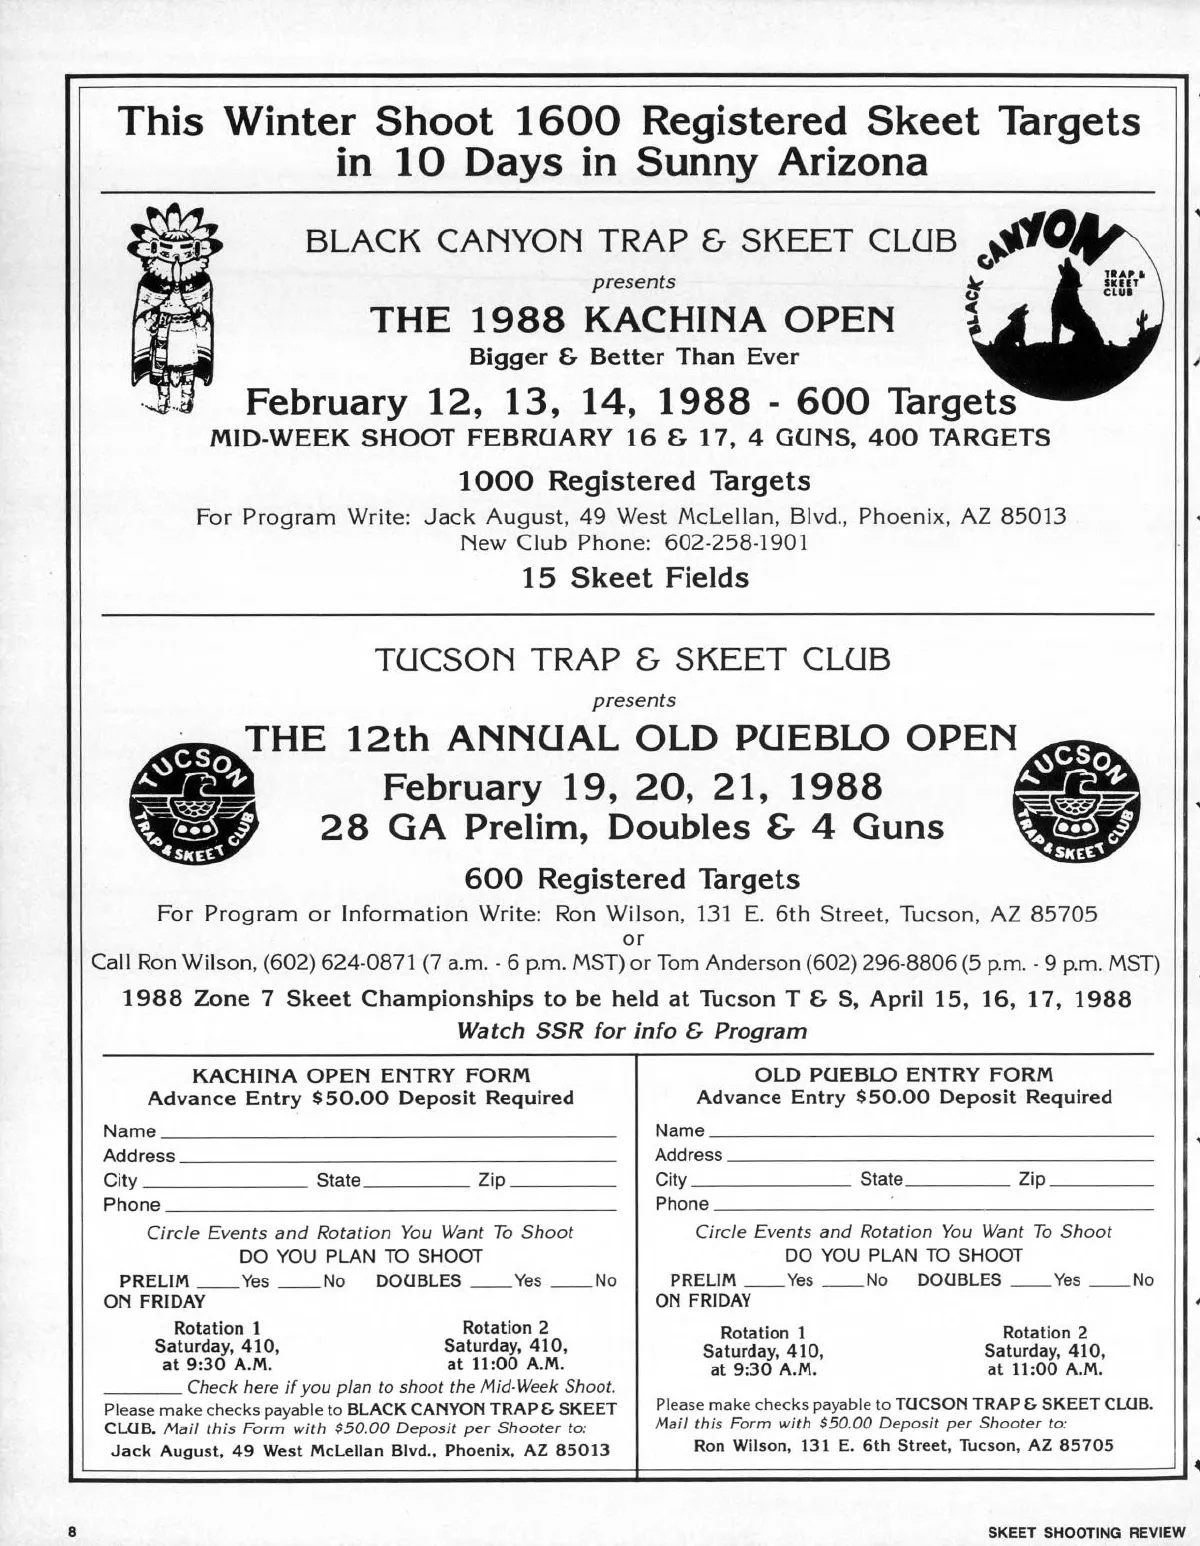 This Winter Shoot 1600 Registered Skeet Targets
in 10 Days in Sunny Arizona
BLACK CANYON TRAP & SKEET CLUB
presents
THE 1988 KACHINA OPEN
Bigger & Better Than Ever
BLACK CANYON
TRAP &
SKEET
CLUB
February 12, 13, 14, 1988 - 600 Targets
MID-WEEK SHOOT FEBRUARY 16 & 17, 4 GUNS, 400 TARGETS
1000 Registered Targets
For Program Write: Jack August, 49 West McLellan, Blvd., Phoenix, AZ 85013
New Club Phone: 602-258-1901
15 Skeet Fields
TUCSON TRAP & SKEET CLUB
presents
THE 12th ANNUAL OLD PUEBLO OPEN
February 19, 20, 21, 1988
28 GA Prelim, Doubles & 4 Guns
TUCSON
TRAP & SKEET CLUB
TUCSON
TRAP & SKEET CLUB
600 Registered Targets
For Program or Information Write: Ron Wilson, 131 E. 6th Street, Tucson, AZ 85705
or
Call Ron Wilson, (602) 624-0871 (7 a.m. - 6 p.m. MST) or Tom Anderson (602) 296-8806 (5 p.m. - 9 p.m. MST)
1988 Zone 7 Skeet Championships to be held at Tucson T & S, April 15, 16, 17, 1988
Watch SSR for info & Program
KACHINA OPEN ENTRY FORM
Advance Entry $50.00 Deposit Required
Name
Address
City State Zip
Phone
Circle Events and Rotation You Want To Shoot
DO YOU PLAN TO SHOOT
PRELIM ____ Yes ____ No DOUBLES ____ Yes ____ No
ON FRIDAY
Rotation 1 Rotation 2
Saturday, 410, Saturday, 410,
at 9:30 A.M. at 11:00 A.M.
________ Check here if you plan to shoot the Mid-Week Shoot.
Please make checks payable to BLACK CANYON TRAP & SKEET
CLUB. Mail this Form with $50.00 Deposit per Shooter to:
Jack August, 49 West McLellan Blvd., Phoenix, AZ 85013
OLD PUEBLO ENTRY FORM
Advance Entry $50.00 Deposit Required
Name
Address
City State Zip
Phone
Circle Events and Rotation You Want To Shoot
DO YOU PLAN TO SHOOT
PRELIM ____ Yes ____ No DOUBLES ____ Yes ____ No
ON FRIDAY
Rotation 1 Rotation 2
Saturday, 410, Saturday, 410,
at 9:30 A.M. at 11:00 A.M.
Please make checks payable to TUCSON TRAP & SKEET CLUB.
Mail this Form with $50.00 Deposit per Shooter to:
Ron Wilson, 131 E. 6th Street, Tucson, AZ 85705
8 SKEET SHOOTING REVIEW